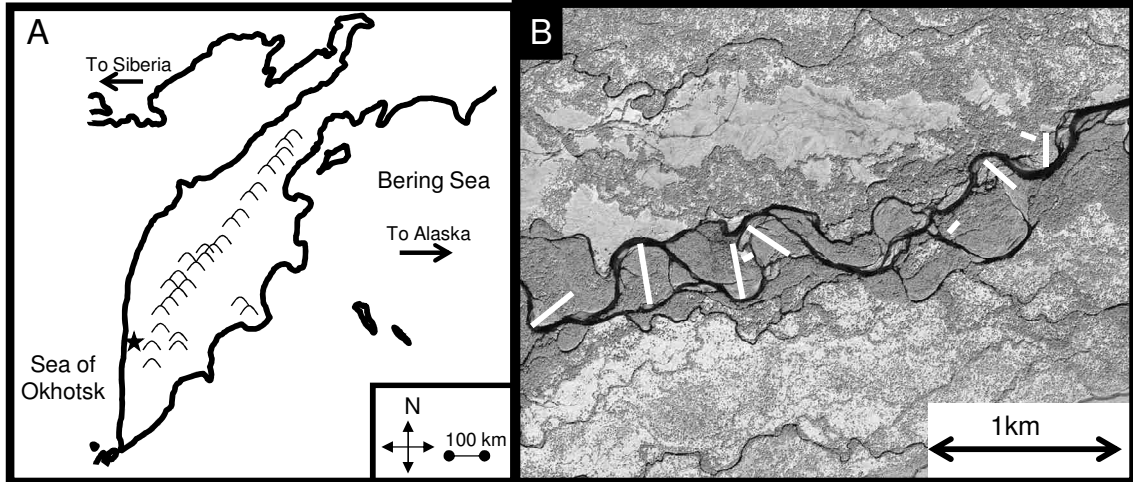 A
To Siberia
Bering Sea
To Alaska
Sea of
Okhotsk
N
100 km
B
1km